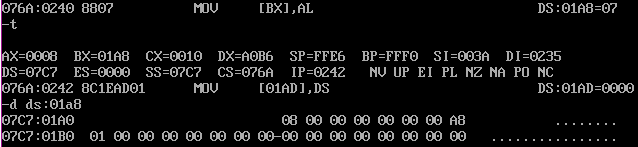 076A:0240 8807          MOV     [BX],AL                            DS:01A8=07
-t

AX=0008  BX=01A8  CX=0010  DX=A0B6  SP=FFE6  BP=FFF0  SI=003A  DI=0235
DS=07C7  ES=0000  SS=07C7  CS=076A  IP=0242   NV UP EI PL NZ NA PO NC
076A:0242 8C1EAD01      MOV     [01AD],DS                          DS:01AD=0000
-d ds:01a8
07C7:01A0                          08 00 00 00 00 00 00 A8           ........
07C7:01B0  01 00 00 00 00 00 00 00-00 00 00 00 00 00 00 00   ................